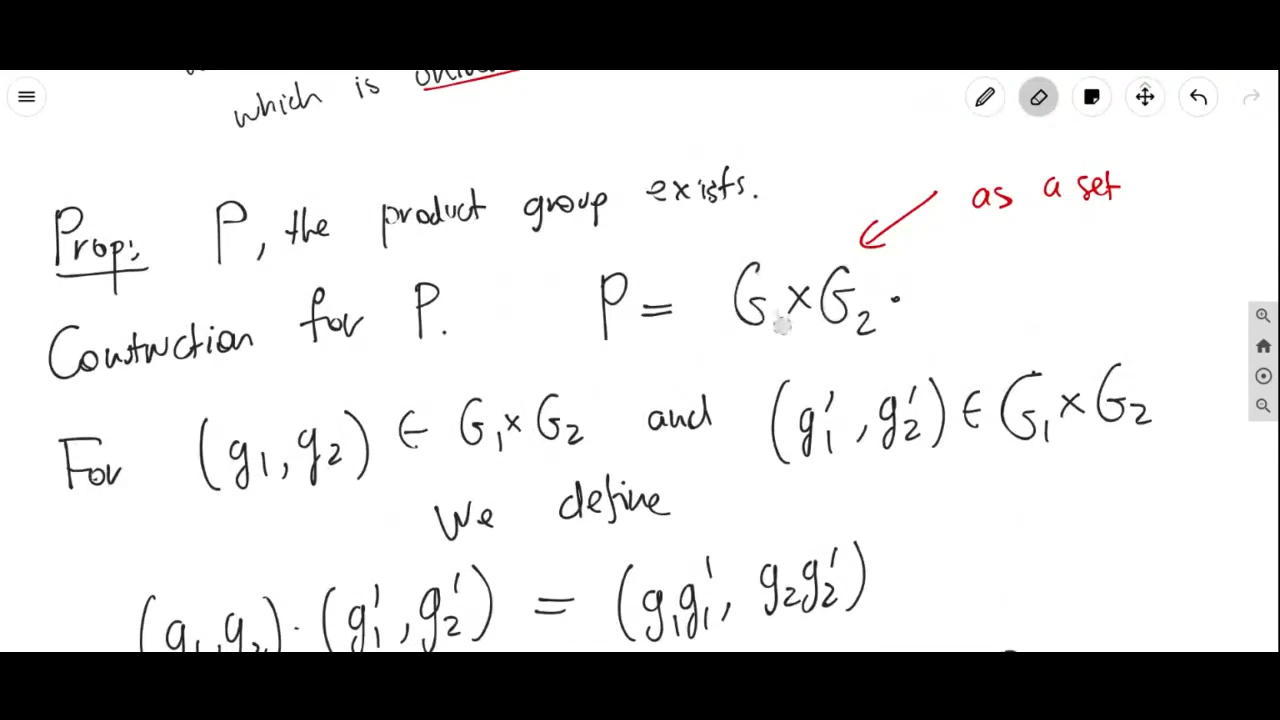 which is
Prop: P, the product group exists.
as a set
Construction for P. P = G₁×G₂.
For (g₁,g₂) ∈ G₁×G₂ and (g₁′,g₂′) ∈ G₁×G₂
We define
(g₁,g₂)·(g₁′,g₂′) = (g₁g₁′, g₂g₂′)